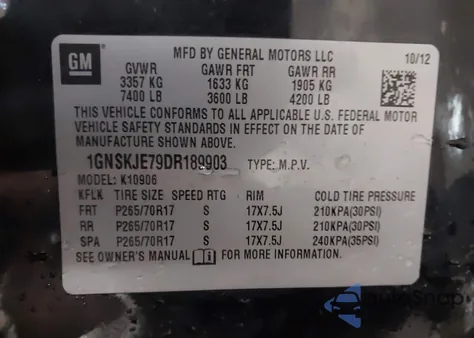 GM
MFD BY GENERAL MOTORS LLC 10/12
GVWR GAWR FRT GAWR RR
3357 KG 1633 KG 1905 KG
7400 LB 3600 LB 4200 LB
THIS VEHICLE CONFORMS TO ALL APPLICABLE U.S. FEDERAL MOTOR
VEHICLE SAFETY STANDARDS IN EFFECT ON THE DATE OF
MANUFACTURE SHOWN ABOVE.
1GNSKJE79DR189903 TYPE: M.P.V.
MODEL: K10906
KFLK TIRE SIZE SPEED RTG RIM COLD TIRE PRESSURE
FRT P265/70R17 S 17X7.5J 210KPA(30PSI)
RR P265/70R17 S 17X7.5J 210KPA(30PSI)
SPA P265/70R17 S 17X7.5J 240KPA(35PSI)
SEE OWNER'S MANUAL FOR MORE INFORMATION.
AutoSnap